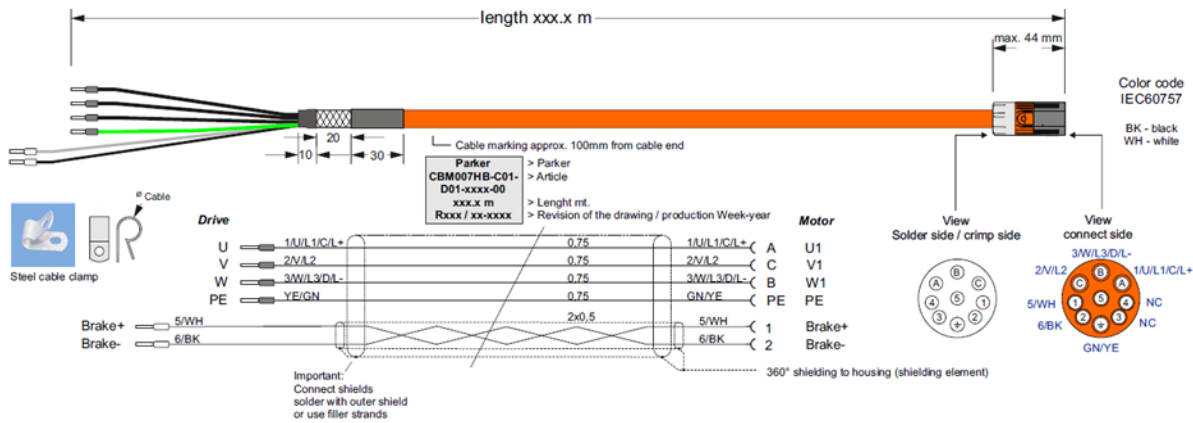 length xxx.x m
max. 44 mm
Color code
IEC60757
BK - black
WH - white
20
10
30
Cable marking approx. 100mm from cable end
Parker > Parker
CBM007HB-C01- > Article
D01-xxxx-00
xxx.x m > Lenght mt.
Rxxx / xx-xxxx > Revision of the drawing / production Week-year
ø Cable
Steel cable clamp
Drive
Motor
U 1/U/L1/C/L+ 0,75 1/U/L1/C/L+ A U1
V 2/V/L2 0,75 2/V/L2 C V1
W 3/W/L3/D/L- 0,75 3/W/L3/D/L- B W1
PE YE/GN 0,75 GN/YE PE PE
2x0,5
Brake+ 5/WH 5/WH 1 Brake+
Brake- 6/BK 6/BK 2 Brake-
Important:
Connect shields
solder with outer shield
or use filler strands
360° shielding to housing (shielding element)
View
Solder side / crimp side
B
A C
4 5 1
3 2
View
connect side
3/W/L3/D/L-
2/V/L2 1/U/L1/C/L+
B
C A
5/WH 1 5 4 NC
6/BK 2 3 NC
GN/YE